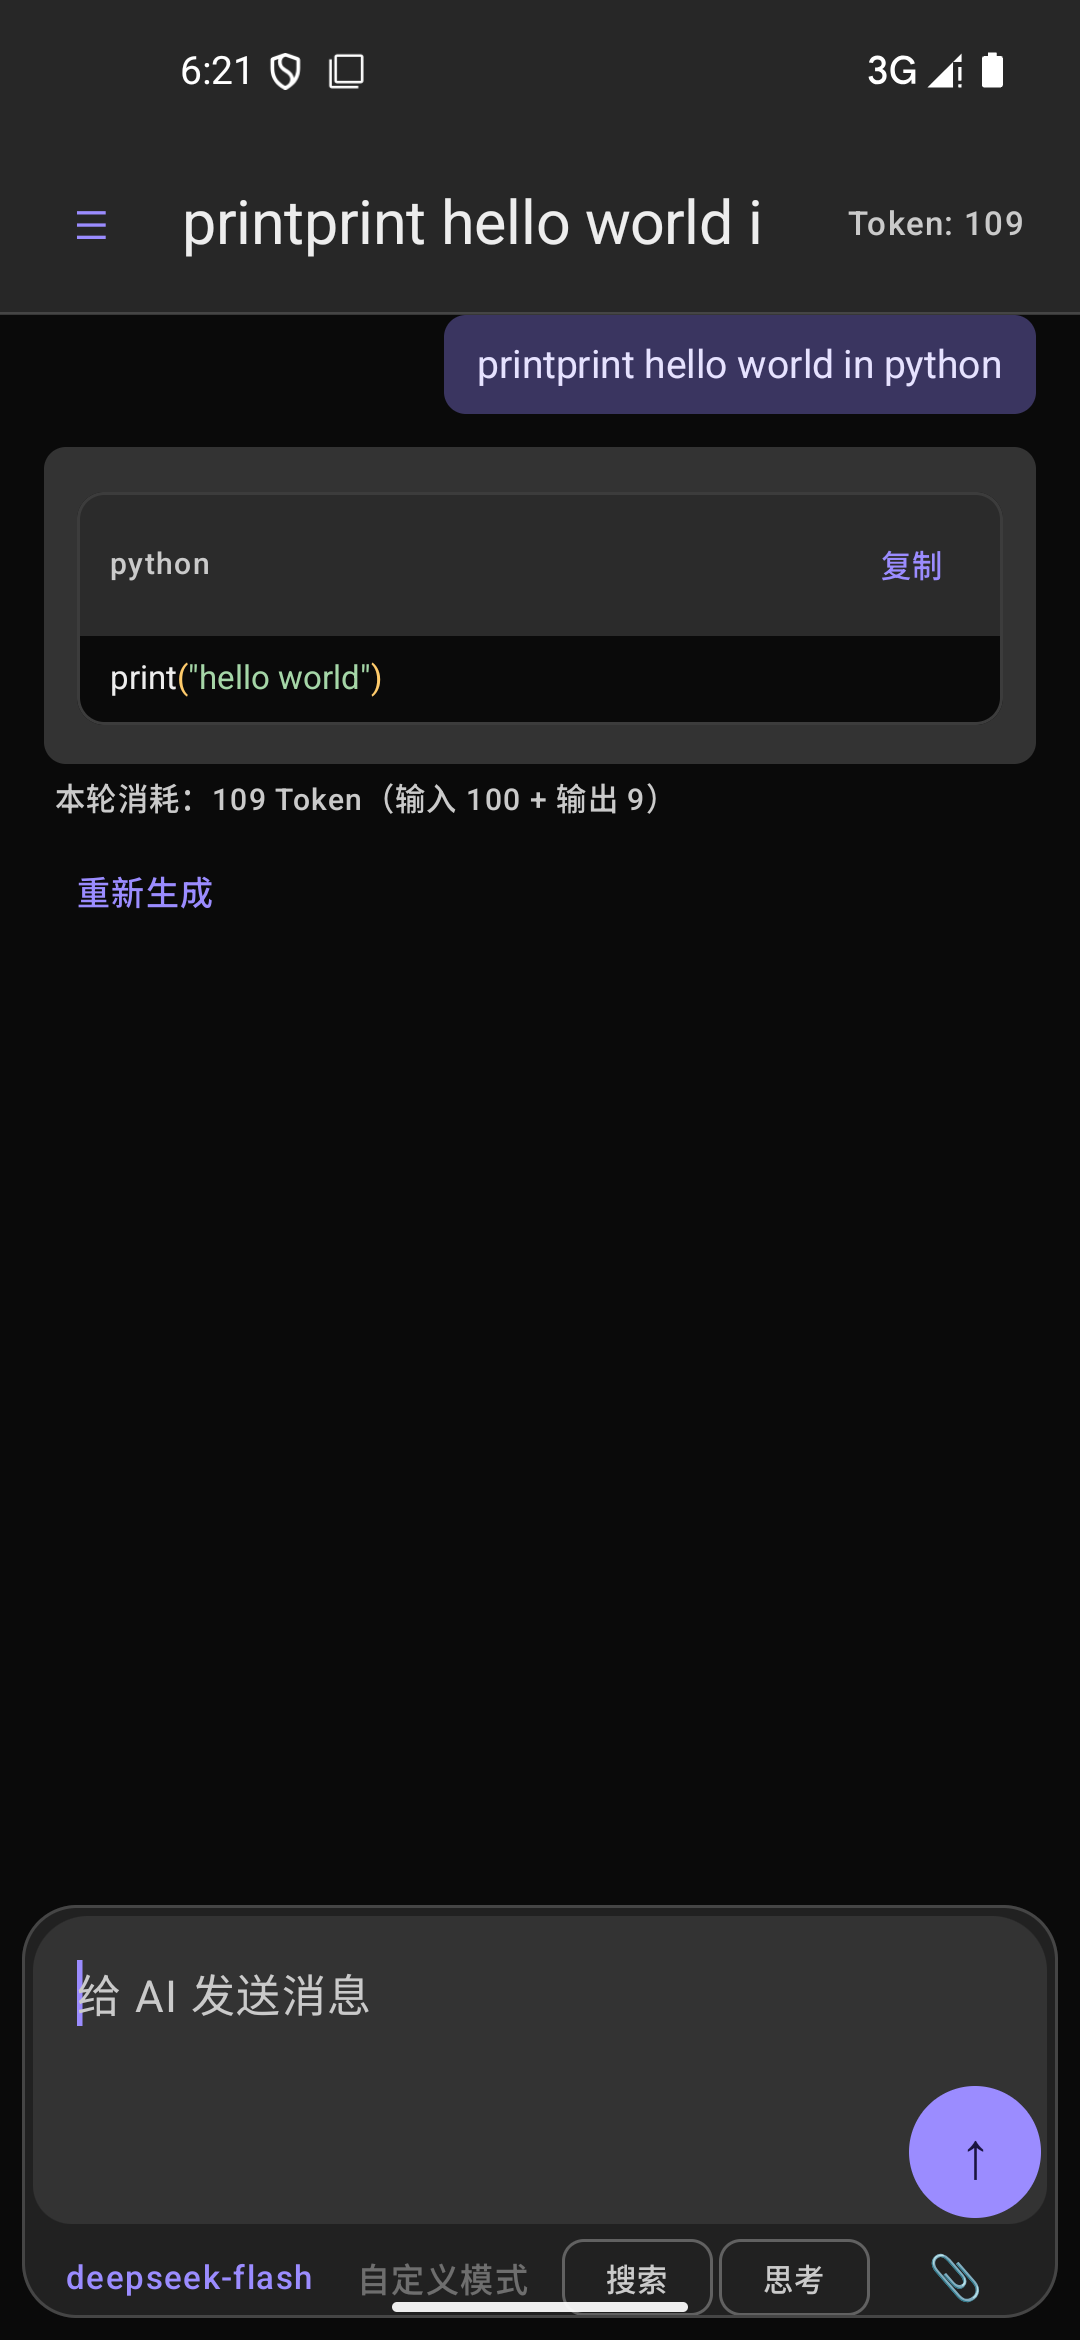 6:21 3G
☰ printprint hello world i Token: 109
printprint hello world in python
python 复制
print("hello world")
本轮消耗：109 Token（输入 100 + 输出 9）
重新生成
给 AI 发送消息
↑
deepseek-flash 自定义模式 搜索 思考